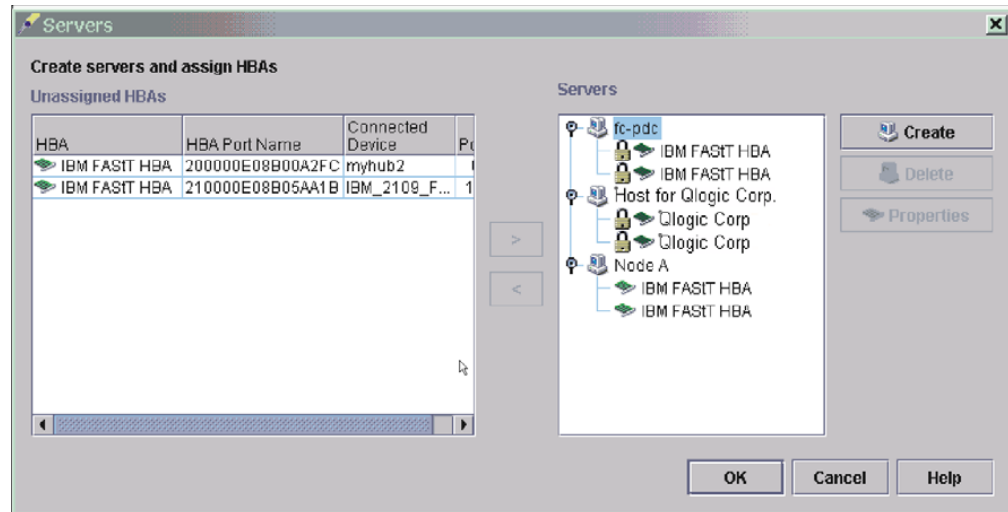 Servers
Create servers and assign HBAs
Unassigned HBAs
HBA HBA Port Name Connected Device
IBM FAStT HBA 200000E08B00A2FC myhub2
IBM FAStT HBA 210000E08B05AA1B IBM_2109_F... 1
>
<
Servers
fc-pdc
IBM FAStT HBA
IBM FAStT HBA
Host for Qlogic Corp.
Qlogic Corp
Qlogic Corp
Node A
IBM FAStT HBA
IBM FAStT HBA
Create
Delete
Properties
OK Cancel Help